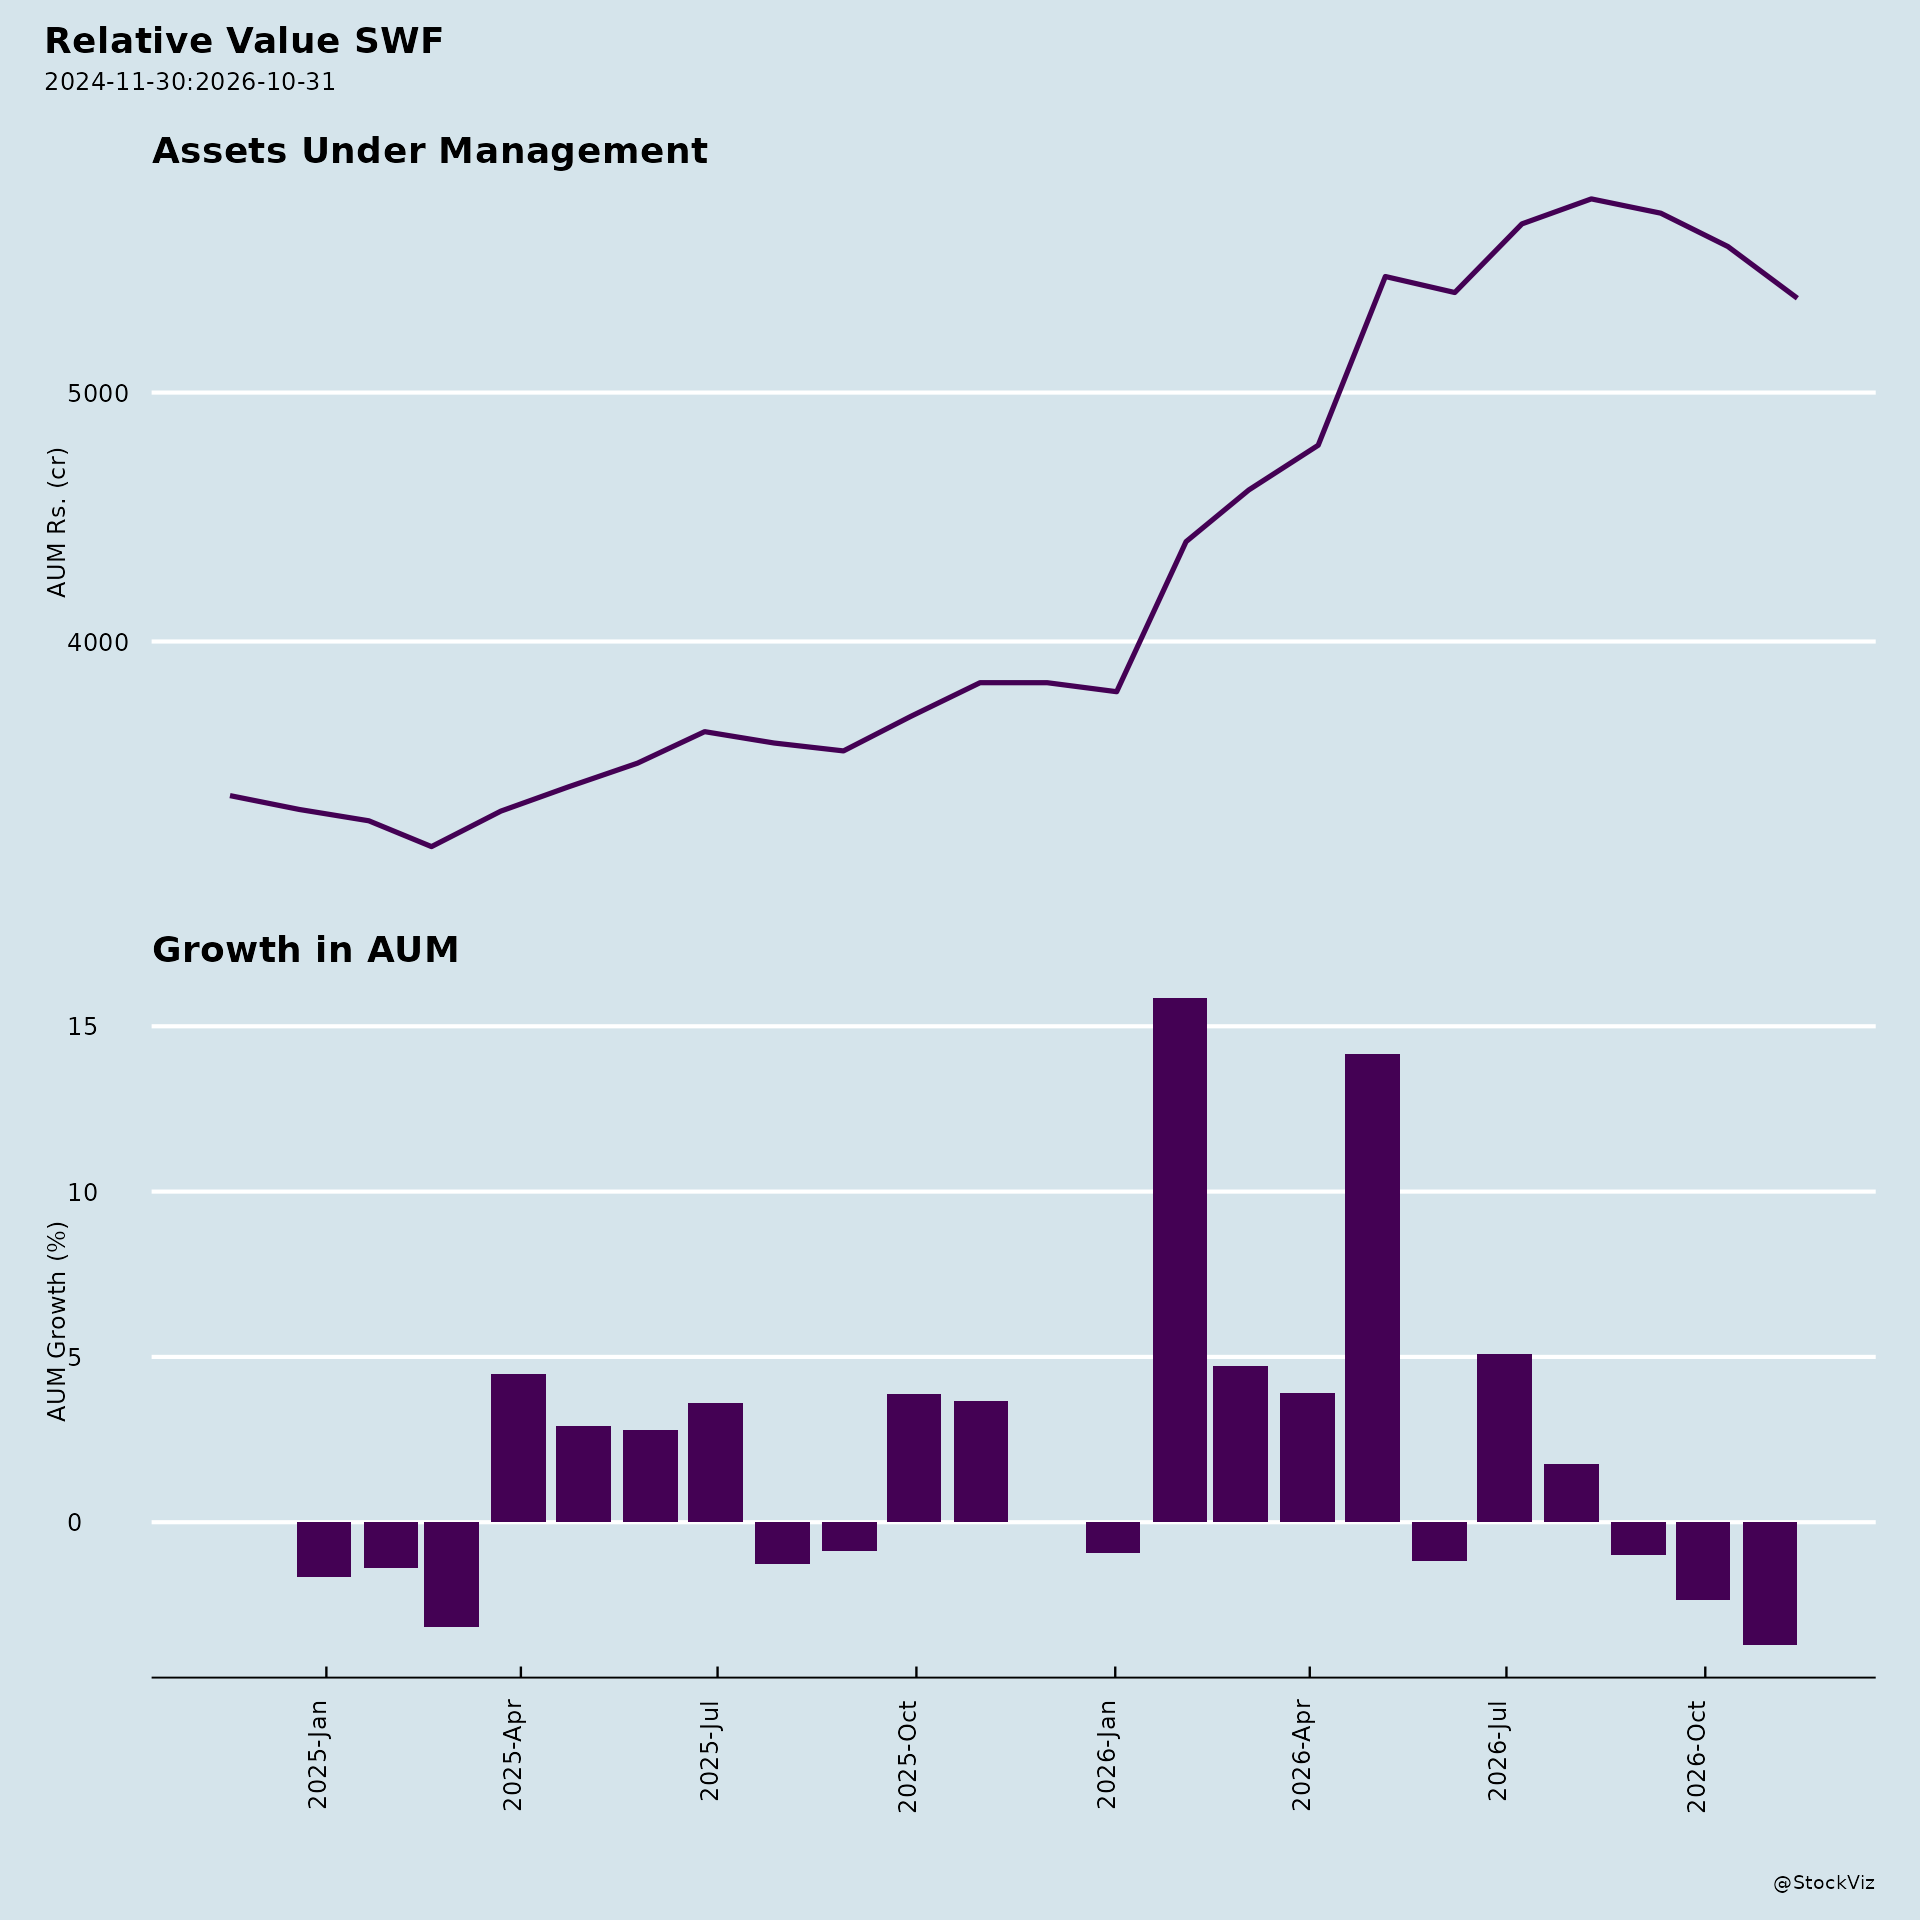 Relative Value SWF
2024-11-30:2026-10-31
Assets Under Management
AUM Rs. (cr)
5000
4000
Growth in AUM
AUM Growth (%)
15
10
5
0
2025-Jan
2025-Apr
2025-Jul
2025-Oct
2026-Jan
2026-Apr
2026-Jul
2026-Oct
@StockViz